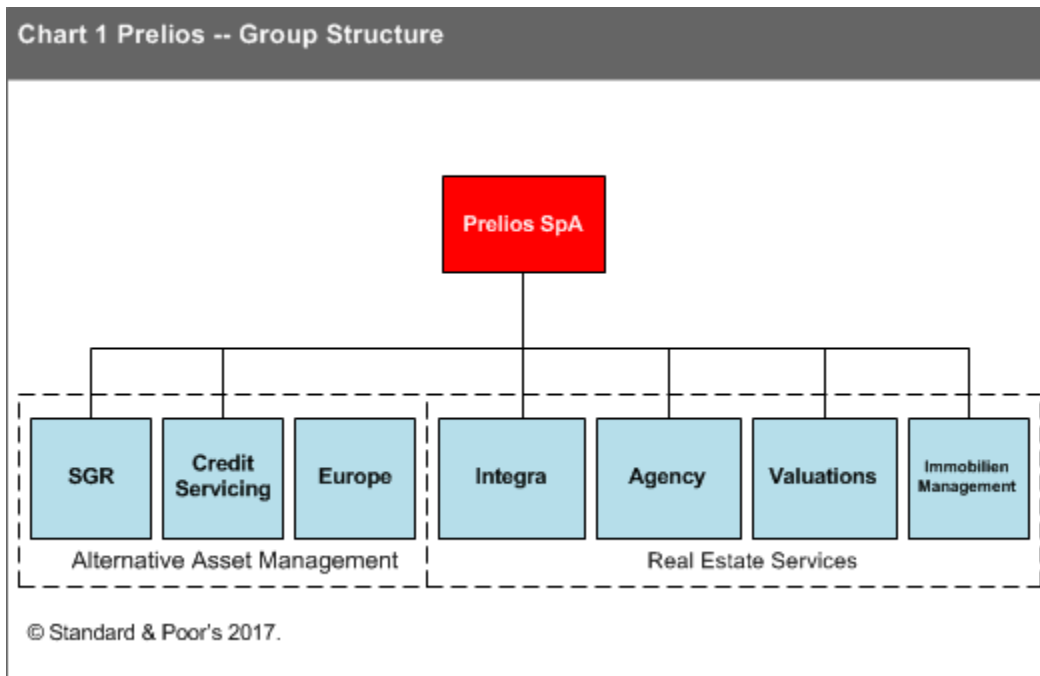 Chart 1 Prelios -- Group Structure
Prelios SpA
SGR
Credit
Servicing
Europe
Integra
Agency
Valuations
Immobilien
Management
Alternative Asset Management
Real Estate Services
© Standard & Poor's 2017.